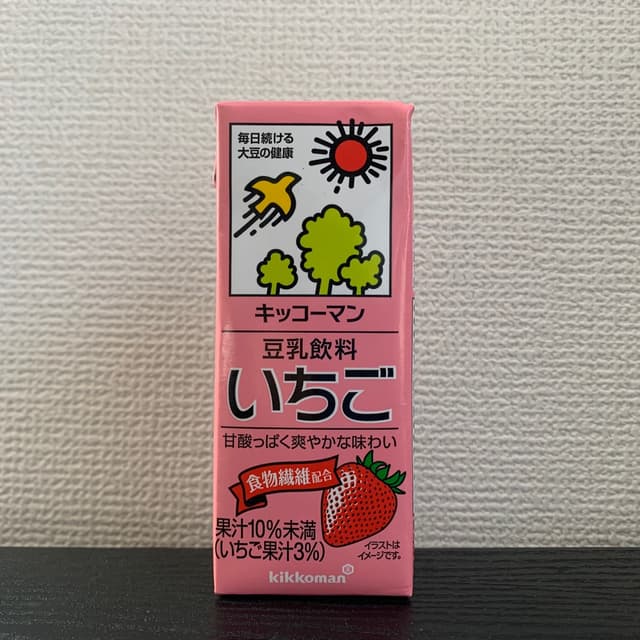 毎日続ける
大豆の健康
キッコーマン
豆乳飲料
いちご
甘酸っぱく爽やかな味わい
食物繊維配合
果汁10%未満
(いちご果汁3%)
イラストは
イメージです。
kikkoman